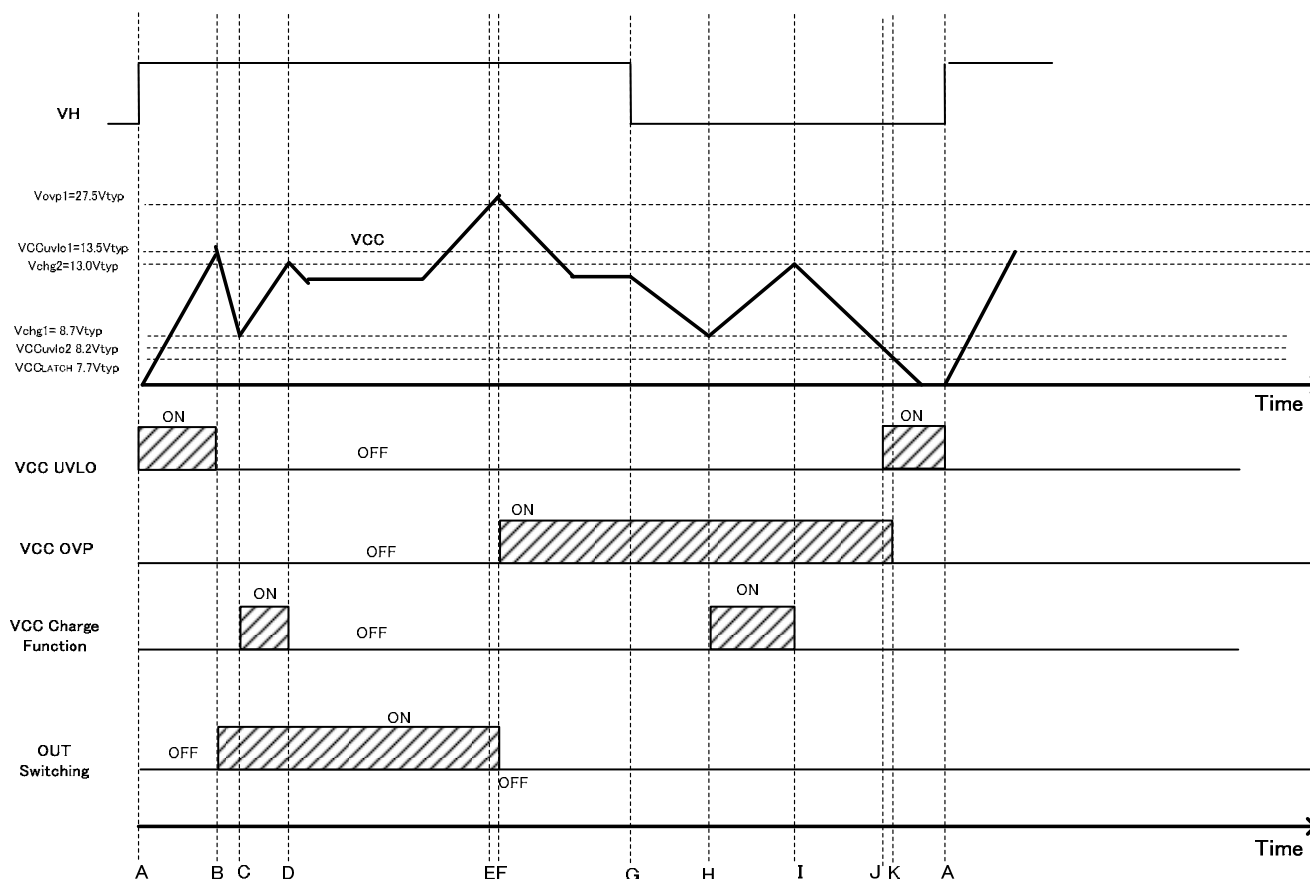 VH
Vovp1=27.5Vtyp
VCCuvlo1=13.5Vtyp
VCC
Vchg2=13.0Vtyp
Vchg1= 8.7Vtyp
VCCuvlo2 8.2Vtyp
VCCLATCH 7.7Vtyp
Time
ON
ON
VCC UVLO
OFF
ON
VCC OVP
OFF
ON
ON
VCC Charge
Function
OFF
ON
OUT
Switching
OFF
OFF
Time
A B C D E F G H I J K A